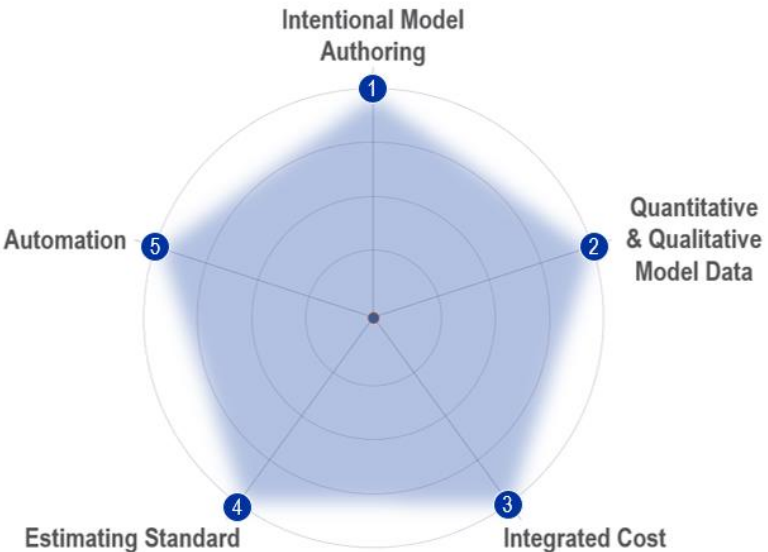 Intentional Model
Authoring
1
Quantitative
& Qualitative
Model Data
2
Automation
5
4
3
Estimating Standard
Integrated Cost